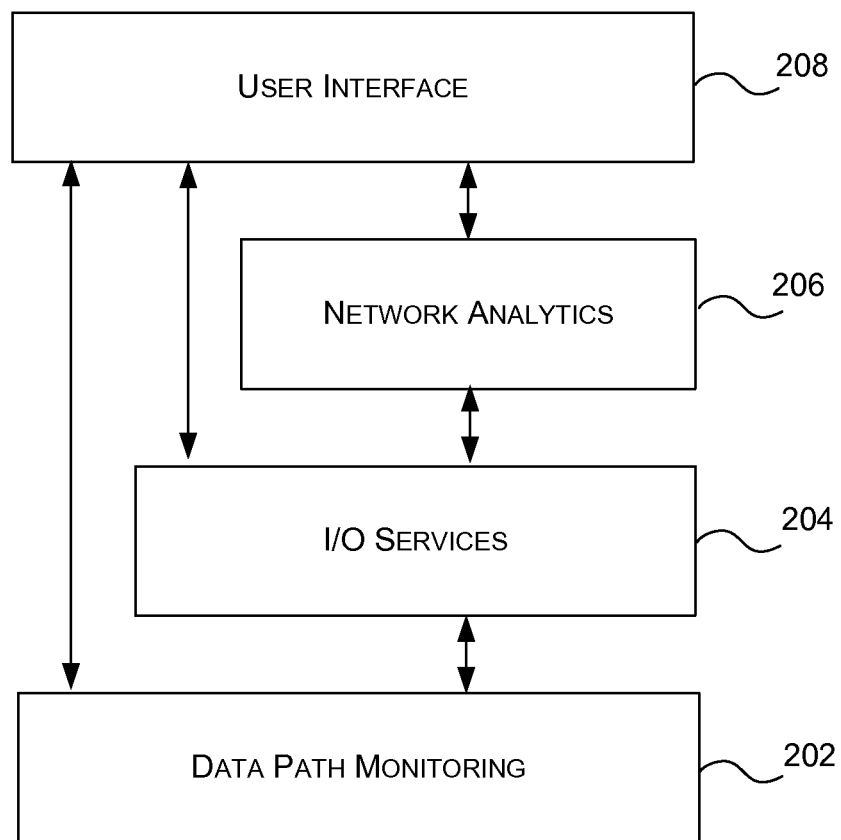 USER INTERFACE
208
NETWORK ANALYTICS
206
I/O SERVICES
204
DATA PATH MONITORING
202